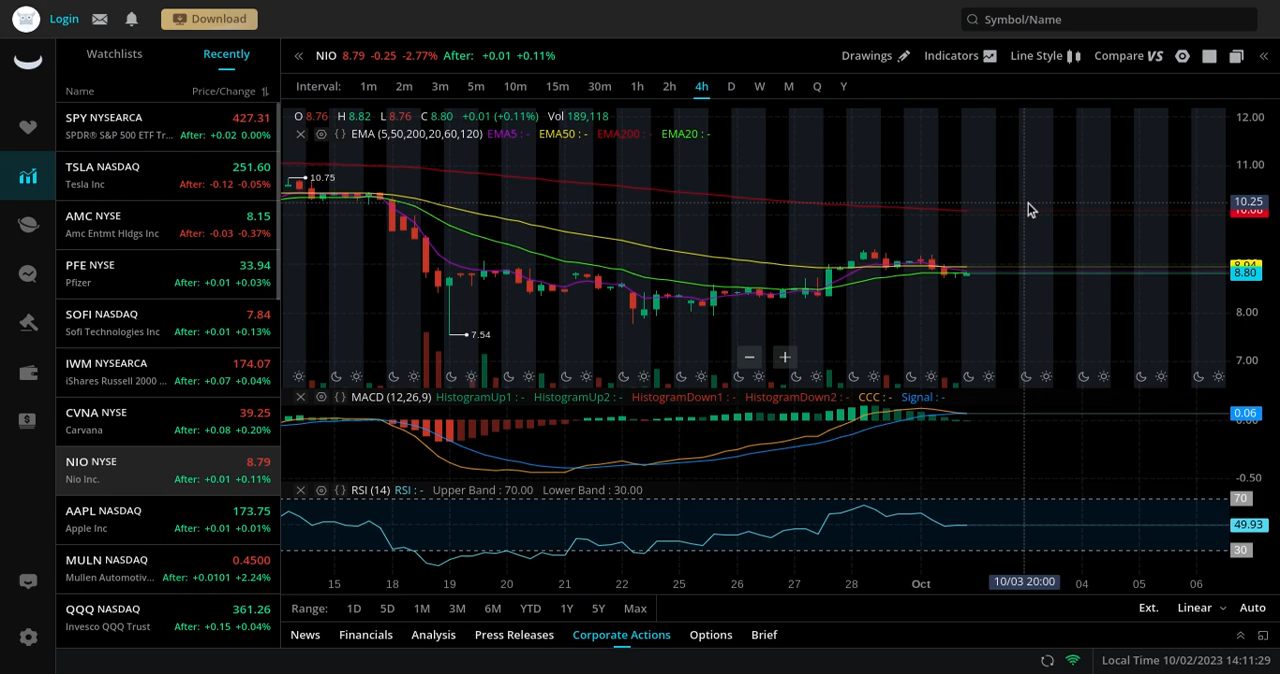 Login Download Symbol/Name
Watchlists Recently
Name Price/Change
SPY NYSEARCA 427.31
SPDR® S&P 500 ETF Tr... After: +0.02 0.00%
TSLA NASDAQ 251.60
Tesla Inc After: -0.12 -0.05%
AMC NYSE 8.15
Amc Entmt Hldgs Inc After: -0.03 -0.37%
PFE NYSE 33.94
Pfizer After: +0.01 +0.03%
SOFI NASDAQ 7.84
Sofi Technologies Inc After: +0.01 +0.13%
IWM NYSEARCA 174.07
iShares Russell 2000 ... After: +0.07 +0.04%
CVNA NYSE 39.25
Carvana After: +0.08 +0.20%
NIO NYSE 8.79
Nio Inc. After: +0.01 +0.11%
AAPL NASDAQ 173.75
Apple Inc After: +0.01 +0.01%
MULN NASDAQ 0.4500
Mullen Automotiv... After: +0.0101 +2.24%
QQQ NASDAQ 361.26
Invesco QQQ Trust After: +0.15 +0.04%
NIO 8.79 -0.25 -2.77% After: +0.01 +0.11% Drawings Indicators Line Style Compare VS
Interval: 1m 2m 3m 5m 10m 15m 30m 1h 2h 4h D W M Q Y
O 8.76 H 8.82 L 8.76 C 8.80 +0.01 (+0.11%) Vol 189,118
EMA (5,50,200,20,60,120) EMA5 : - EMA50 : - EMA200 : - EMA20 : -
12.00
11.00
10.75
10.25
8.80
8.00
7.54
7.00
MACD (12,26,9) HistogramUp1 : - HistogramUp2 : - HistogramDown1 : - HistogramDown2 : - CCC : - Signal : -
0.06
-0.50
RSI (14) RSI : - Upper Band : 70.00 Lower Band : 30.00
70
49.93
30
15 18 19 20 21 22 25 26 27 28 Oct 10/03 20:00 04 05 06
Range: 1D 5D 1M 3M 6M YTD 1Y 5Y Max Ext. Linear Auto
News Financials Analysis Press Releases Corporate Actions Options Brief
Local Time 10/02/2023 14:11:29